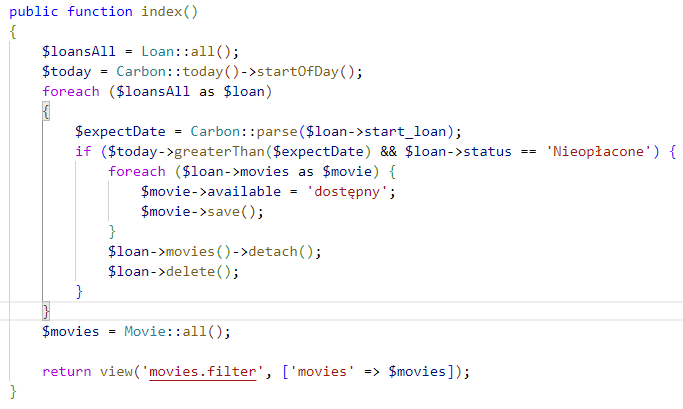 public function index()
{
    $loansAll = Loan::all();
    $today = Carbon::today()->startOfDay();
    foreach ($loansAll as $loan)
    {
        $expectDate = Carbon::parse($loan->start_loan);
        if ($today->greaterThan($expectDate) && $loan->status == 'Nieopłacone') {
            foreach ($loan->movies as $movie) {
                $movie->available = 'dostępny';
                $movie->save();
            }
            $loan->movies()->detach();
            $loan->delete();
        }
    }
    $movies = Movie::all();

    return view('movies.filter', ['movies' => $movies]);
}